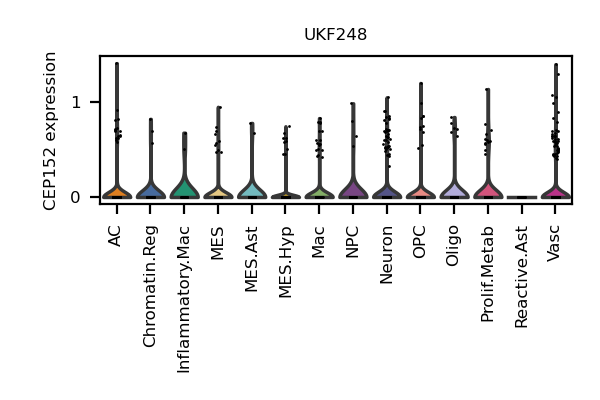 UKF248
CEP152 expression
1
0
AC
Chromatin.Reg
Inflammatory.Mac
MES
MES.Ast
MES.Hyp
Mac
NPC
Neuron
OPC
Oligo
Prolif.Metab
Reactive.Ast
Vasc